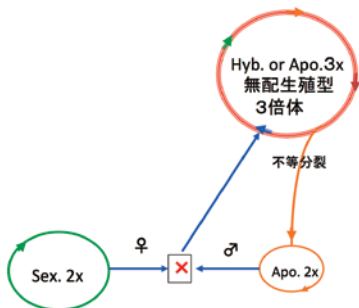 Hyb. or Apo.3x
無配生殖型
3倍体
不等分裂
♀
♂
Sex. 2x
×
Apo. 2x